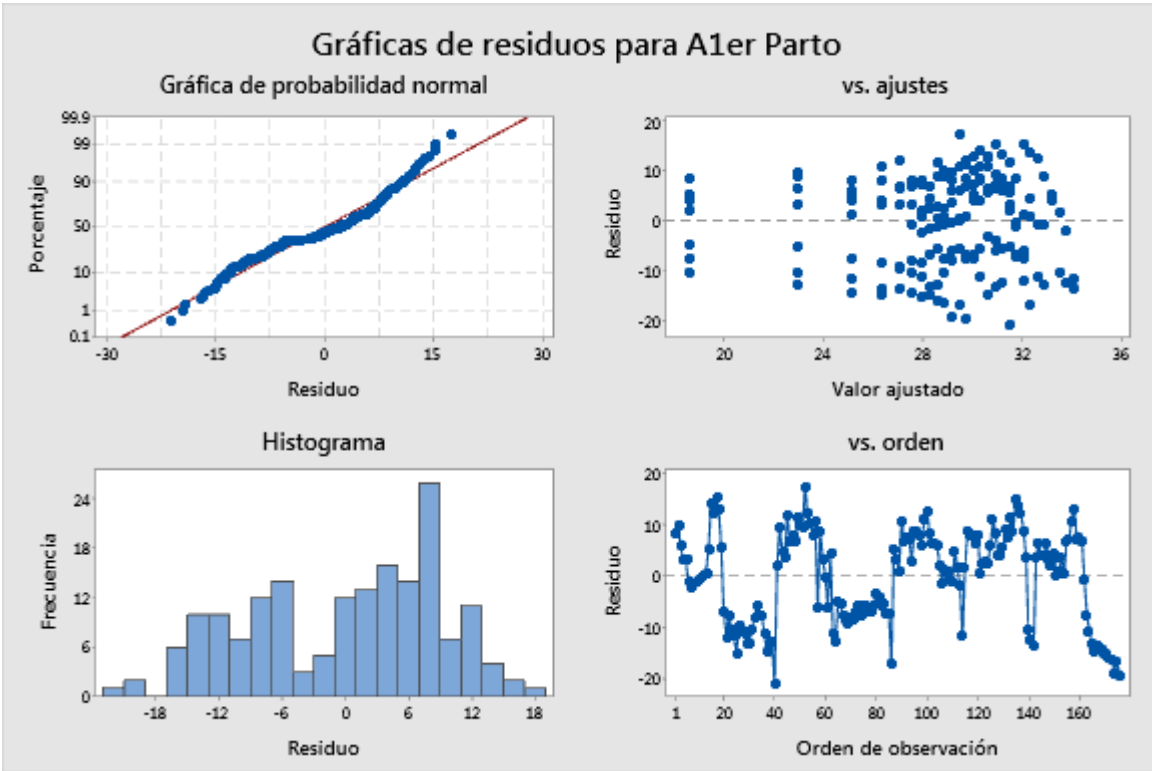 Gráficas de residuos para A1er Parto
Gráfica de probabilidad normal
99.9
99
90
50
10
1
0.1
Porcentaje
-30 -15 0 15 30
Residuo
vs. ajustes
20
10
0
-10
-20
Residuo
20 24 28 32 36
Valor ajustado
Histograma
24
18
12
6
0
Frecuencia
-18 -12 -6 0 6 12 18
Residuo
vs. orden
20
10
0
-10
-20
Residuo
1 20 40 60 80 100 120 140 160
Orden de observación